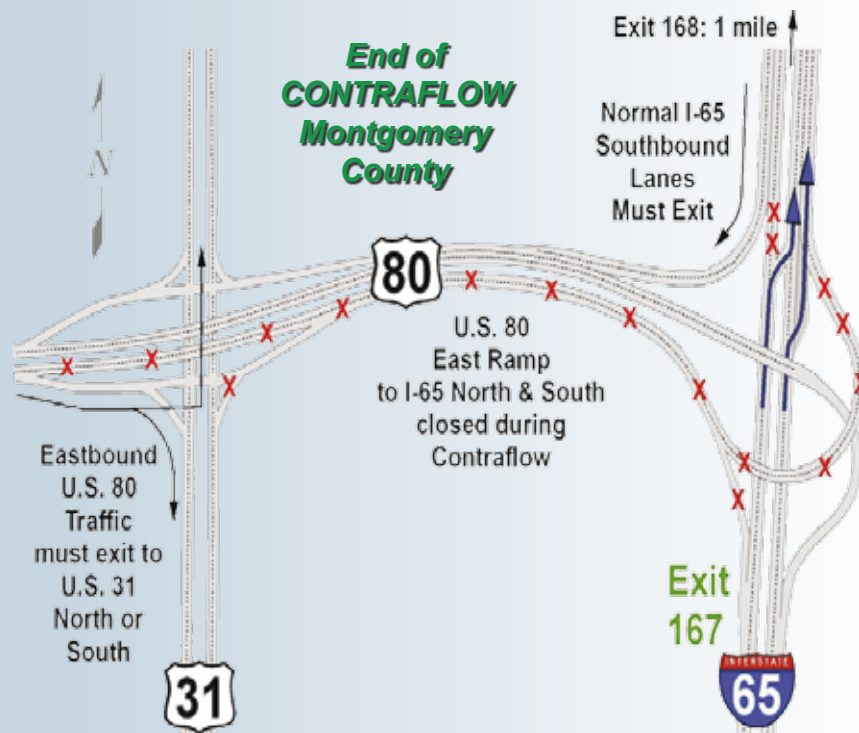 Exit 168: 1 mile
End of
CONTRAFLOW
Montgomery
County
N
Normal I-65
Southbound
Lanes
Must Exit
80
U.S. 80
East Ramp
to I-65 North & South
closed during
Contraflow
Eastbound
U.S. 80
Traffic
must exit to
U.S. 31
North or
South
Exit
167
31
INTERSTATE
65